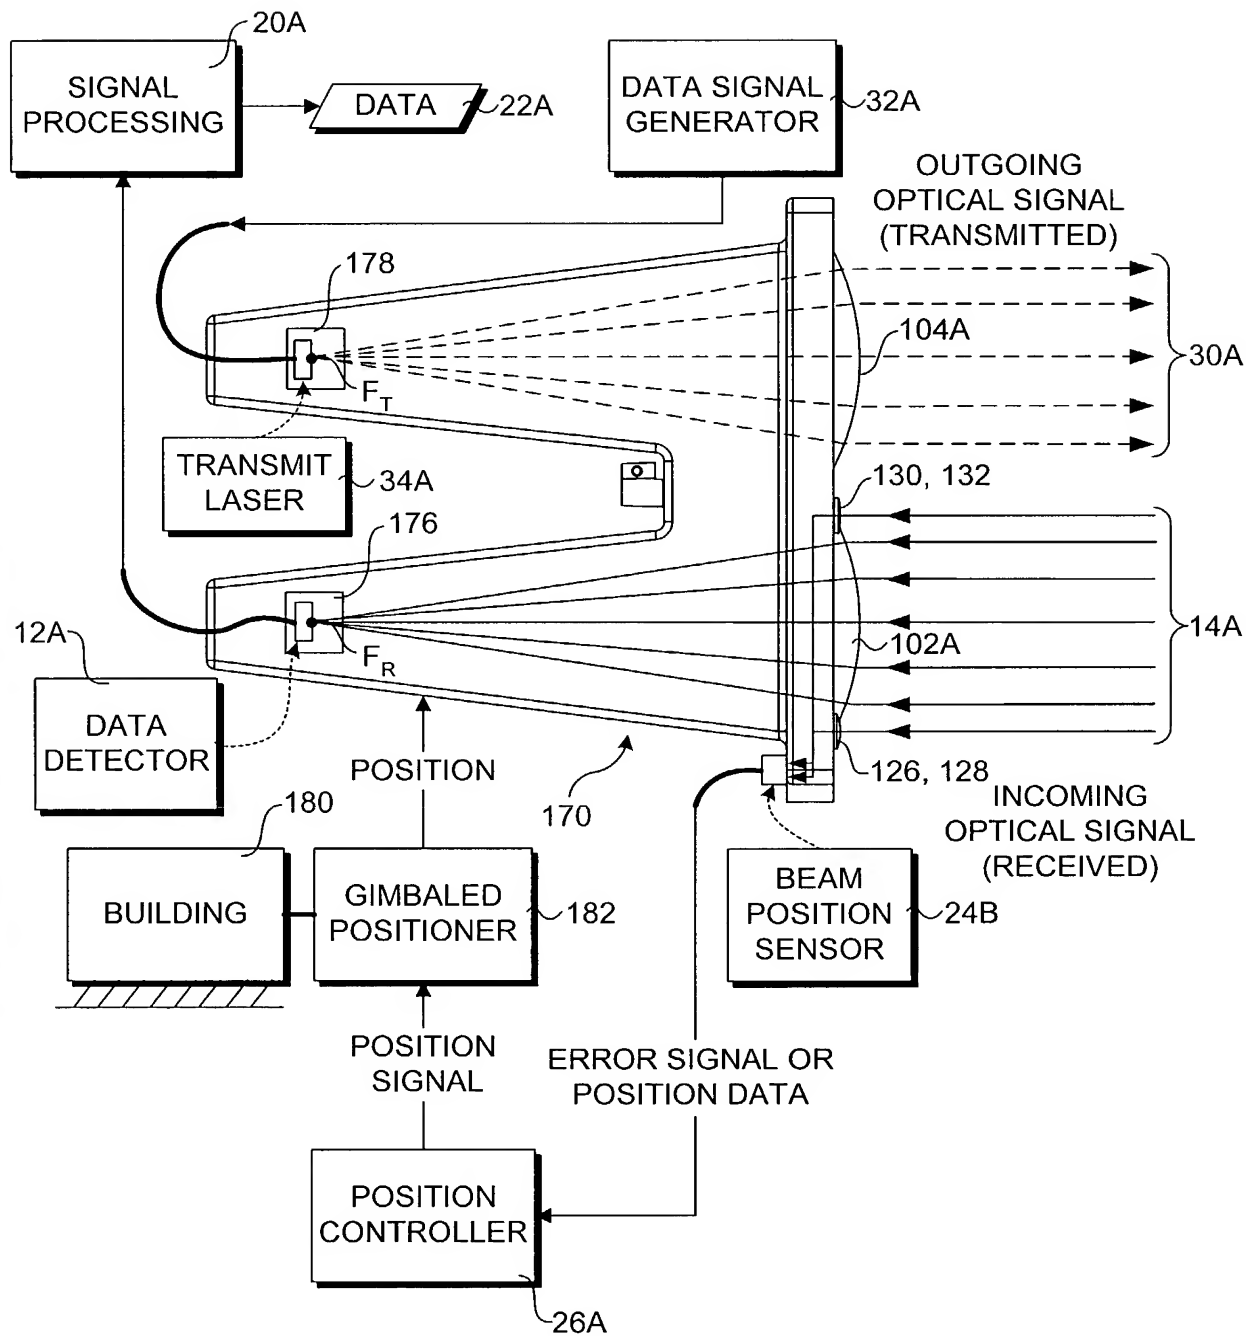 20A
SIGNAL
PROCESSING
DATA
22A
DATA SIGNAL
GENERATOR
32A
OUTGOING
OPTICAL SIGNAL
(TRANSMITTED)
178
104A
30A
FT
TRANSMIT
LASER
34A
130, 132
176
12A
14A
102A
FR
DATA
DETECTOR
POSITION
126, 128
180
170
INCOMING
OPTICAL SIGNAL
(RECEIVED)
BUILDING
GIMBALED
POSITIONER
182
BEAM
POSITION
SENSOR
24B
POSITION
SIGNAL
ERROR SIGNAL OR
POSITION DATA
POSITION
CONTROLLER
26A